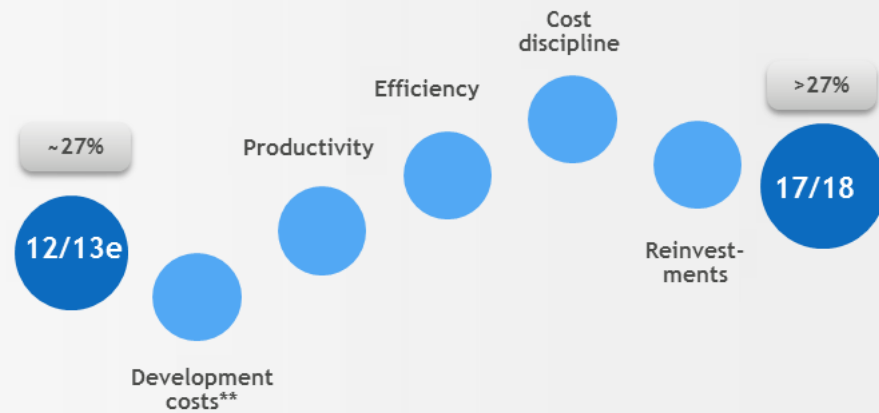 Cost
discipline
Efficiency
>27%
~27%
Productivity
17/18
12/13e
Reinvest-
ments
Development
costs**